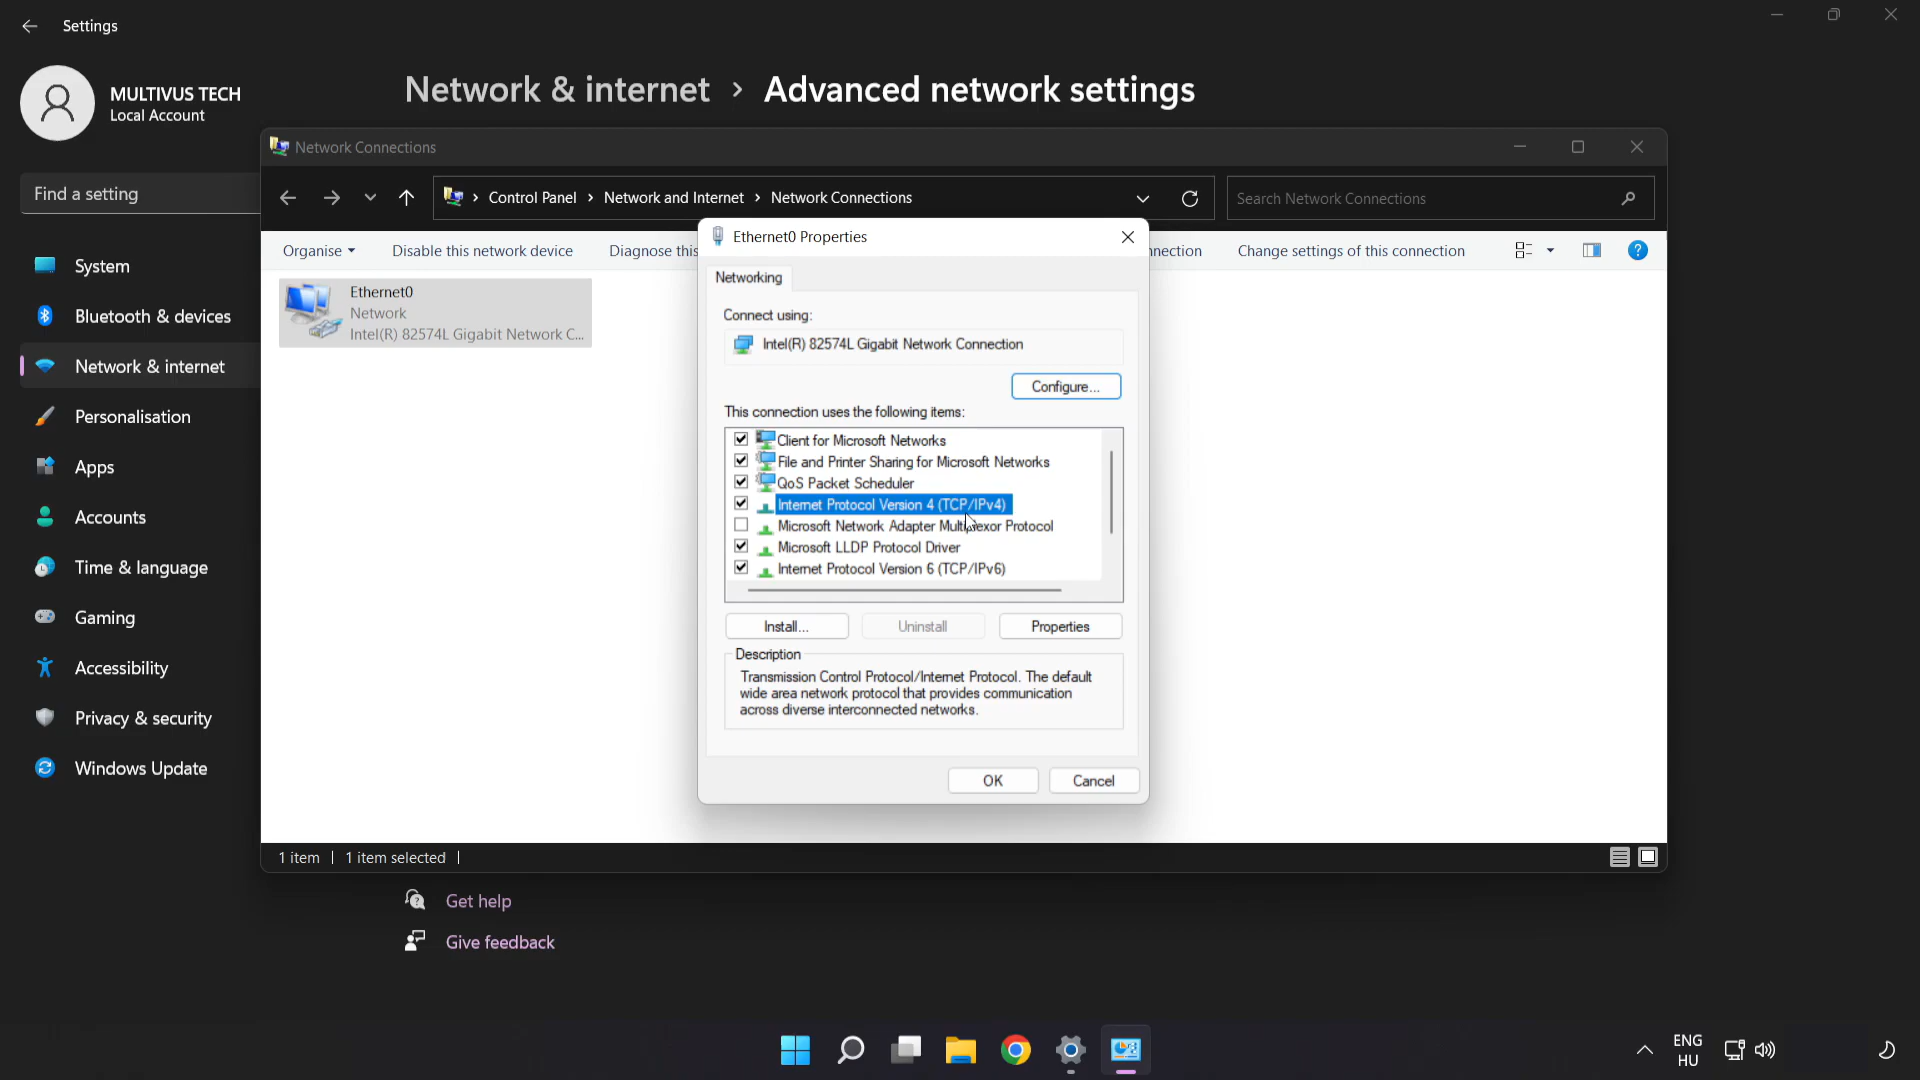 Settings
MULTIVUS TECH
Local Account
Network & internet > Advanced network settings
Find a setting
System
Bluetooth & devices
Network & internet
Personalisation
Apps
Accounts
Time & language
Gaming
Accessibility
Privacy & security
Windows Update
Network Connections
Control Panel > Network and Internet > Network Connections
Search Network Connections
Organise
Disable this network device
Diagnose this
nnection
Change settings of this connection
Ethernet0
Network
Intel(R) 82574L Gigabit Network C...
Ethernet0 Properties
Networking
Connect using:
Intel(R) 82574L Gigabit Network Connection
Configure...
This connection uses the following items:
Client for Microsoft Networks
File and Printer Sharing for Microsoft Networks
QoS Packet Scheduler
Internet Protocol Version 4 (TCP/IPv4)
Microsoft Network Adapter Multiplexor Protocol
Microsoft LLDP Protocol Driver
Internet Protocol Version 6 (TCP/IPv6)
Install...
Uninstall
Properties
Description
Transmission Control Protocol/Internet Protocol. The default
wide area network protocol that provides communication
across diverse interconnected networks.
OK
Cancel
1 item
1 item selected
Get help
Give feedback
ENG
HU